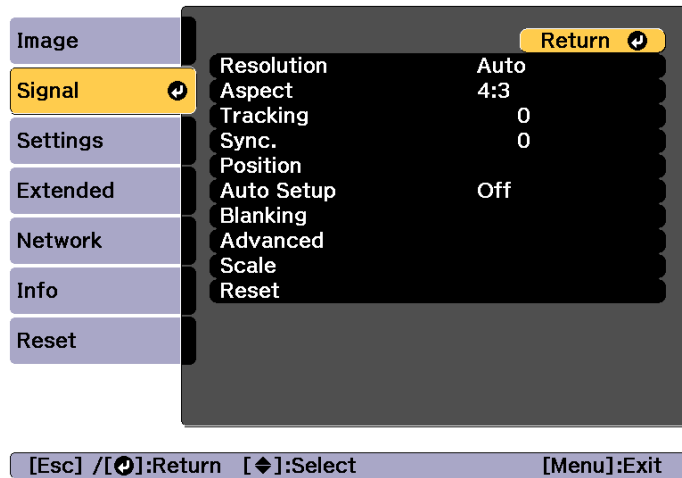 Image
Signal
Settings
Extended
Network
Info
Reset
Return
Resolution Auto
Aspect 4:3
Tracking 0
Sync. 0
Position
Auto Setup Off
Blanking
Advanced
Scale
Reset
[Esc] /[⏎]:Return [◆]:Select [Menu]:Exit